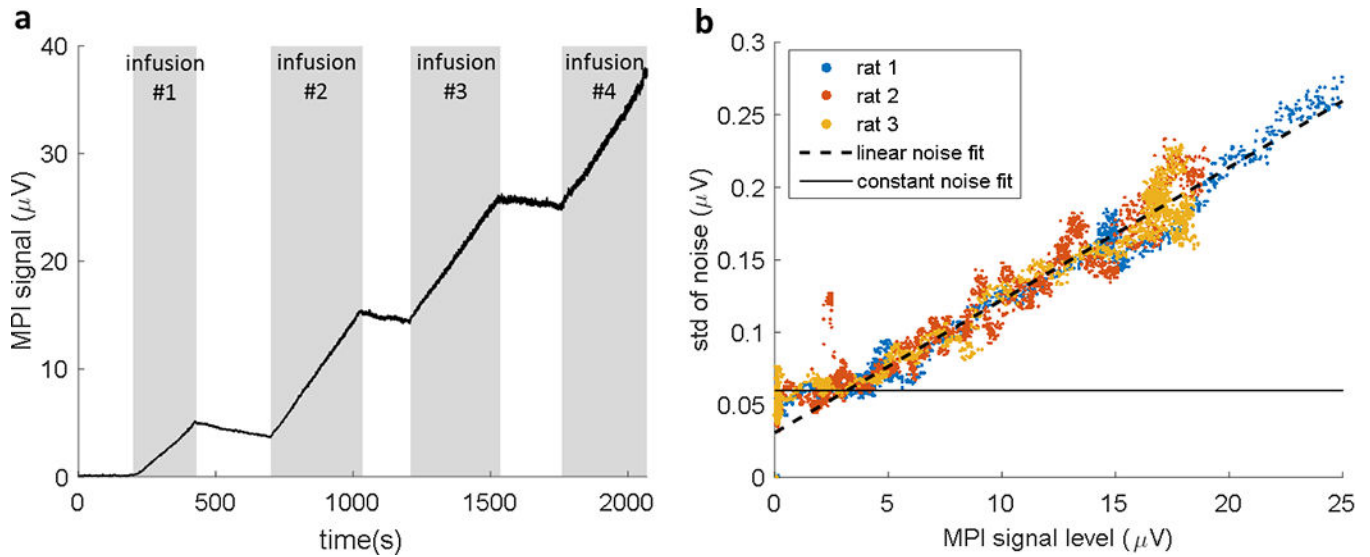 a
40
30
20
10
0
MPI signal (μV)
infusion
#1
infusion
#2
infusion
#3
infusion
#4
0
500
1000
1500
2000
time(s)
b
0.3
0.25
0.2
0.15
0.1
0.05
0
std of noise (μV)
rat 1
rat 2
rat 3
linear noise fit
constant noise fit
0
5
10
15
20
25
MPI signal level (μV)